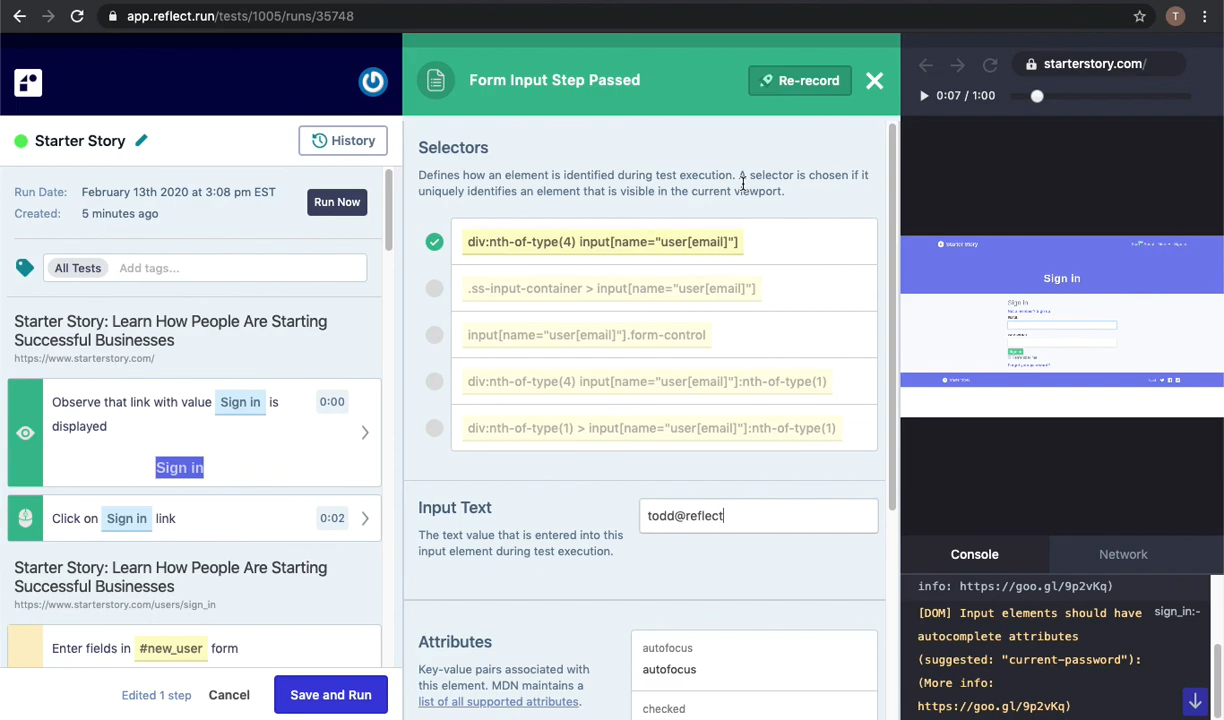 app.reflect.run/tests/1005/runs/35748
T
Starter Story
History
Run Date: February 13th 2020 at 3:08 pm EST
Created: 5 minutes ago
Run Now
All Tests
Add tags...
Starter Story: Learn How People Are Starting
Successful Businesses
https://www.starterstory.com/
Observe that link with value Sign in is
displayed
0:00
Sign in
Click on Sign in link
0:02
Starter Story: Learn How People Are Starting
Successful Businesses
https://www.starterstory.com/users/sign_in
Enter fields in #new_user form
Edited 1 step
Cancel
Save and Run
Form Input Step Passed
Re-record
Selectors
Defines how an element is identified during test execution. A selector is chosen if it
uniquely identifies an element that is visible in the current viewport.
div:nth-of-type(4) input[name="user[email]"]
.ss-input-container > input[name="user[email]"]
input[name="user[email]"].form-control
div:nth-of-type(4) input[name="user[email]"]:nth-of-type(1)
div:nth-of-type(1) > input[name="user[email]"]:nth-of-type(1)
Input Text
The text value that is entered into this
input element during test execution.
todd@reflect
Attributes
Key-value pairs associated with
this element. MDN maintains a
list of all supported attributes.
autofocus
autofocus
checked
starterstory.com/
0:07 / 1:00
Starter Story
Sign in
Sign in
Console
Network
info: https://goo.gl/9p2vKq)
[DOM] Input elements should have
autocomplete attributes
(suggested: "current-password"):
(More info:
https://goo.gl/9p2vKq)
sign_in:-